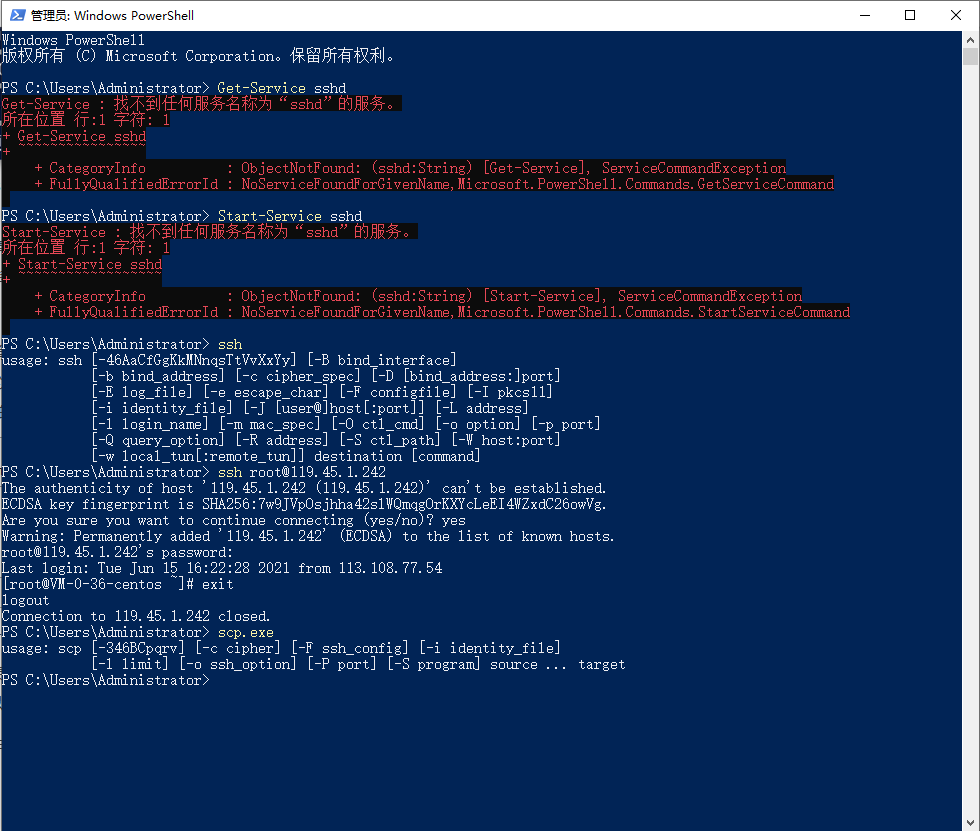 管理员: Windows PowerShell
Windows PowerShell
版权所有 (C) Microsoft Corporation。保留所有权利。
PS C:\Users\Administrator> Get-Service sshd
Get-Service : 找不到任何服务名称为“sshd”的服务。
所在位置 行:1 字符: 1
+ Get-Service sshd
+ ~~~~~~~~~~~~~~~~
    + CategoryInfo          : ObjectNotFound: (sshd:String) [Get-Service], ServiceCommandException
    + FullyQualifiedErrorId : NoServiceFoundForGivenName,Microsoft.PowerShell.Commands.GetServiceCommand
PS C:\Users\Administrator> Start-Service sshd
Start-Service : 找不到任何服务名称为“sshd”的服务。
所在位置 行:1 字符: 1
+ Start-Service sshd
+ ~~~~~~~~~~~~~~~~~~
    + CategoryInfo          : ObjectNotFound: (sshd:String) [Start-Service], ServiceCommandException
    + FullyQualifiedErrorId : NoServiceFoundForGivenName,Microsoft.PowerShell.Commands.StartServiceCommand
PS C:\Users\Administrator> ssh
usage: ssh [-46AaCfGgKkMNnqsTtVvXxYy] [-B bind_interface]
           [-b bind_address] [-c cipher_spec] [-D [bind_address:]port]
           [-E log_file] [-e escape_char] [-F configfile] [-I pkcs11]
           [-i identity_file] [-J [user@]host[:port]] [-L address]
           [-l login_name] [-m mac_spec] [-O ctl_cmd] [-o option] [-p port]
           [-Q query_option] [-R address] [-S ctl_path] [-W host:port]
           [-w local_tun[:remote_tun]] destination [command]
PS C:\Users\Administrator> ssh root@119.45.1.242
The authenticity of host '119.45.1.242 (119.45.1.242)' can't be established.
ECDSA key fingerprint is SHA256:7w9JVpOsjhha42slWQmqgOrKXYcLeEI4WZxdC26owVg.
Are you sure you want to continue connecting (yes/no)? yes
Warning: Permanently added '119.45.1.242' (ECDSA) to the list of known hosts.
root@119.45.1.242's password:
Last login: Tue Jun 15 16:22:28 2021 from 113.108.77.54
[root@VM-0-36-centos ~]# exit
logout
Connection to 119.45.1.242 closed.
PS C:\Users\Administrator> scp.exe
usage: scp [-346BCpqrv] [-c cipher] [-F ssh_config] [-i identity_file]
           [-l limit] [-o ssh_option] [-P port] [-S program] source ... target
PS C:\Users\Administrator>